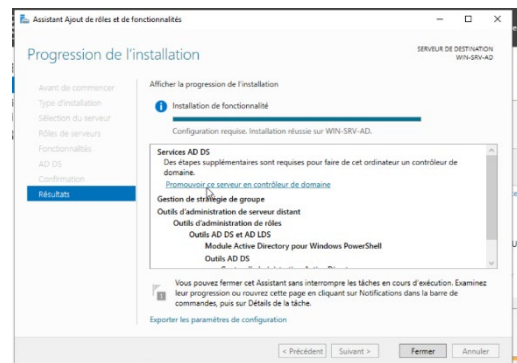 Assistant Ajout de rôles et de fonctionnalités
Progression de l'installation
SERVEUR DE DESTINATION
WIN-SRV-AD
Avant de commencer
Type d'installation
Sélection du serveur
Rôles de serveurs
Fonctionnalités
AD DS
Confirmation
Résultats
Afficher la progression de l'installation
Installation de fonctionnalité
Configuration requise. Installation réussie sur WIN-SRV-AD.
Services AD DS
Des étapes supplémentaires sont requises pour faire de cet ordinateur un contrôleur de
domaine.
Promouvoir ce serveur en contrôleur de domaine
Gestion de stratégie de groupe
Outils d'administration de serveur distant
Outils d'administration de rôles
Outils AD DS et AD LDS
Module Active Directory pour Windows PowerShell
Outils AD DS
Vous pouvez fermer cet Assistant sans interrompre les tâches en cours d'exécution. Examinez
leur progression ou rouvrez cette page en cliquant sur Notifications dans la barre de
commandes, puis sur Détails de la tâche.
Exporter les paramètres de configuration
< Précédent
Suivant >
Fermer
Annuler